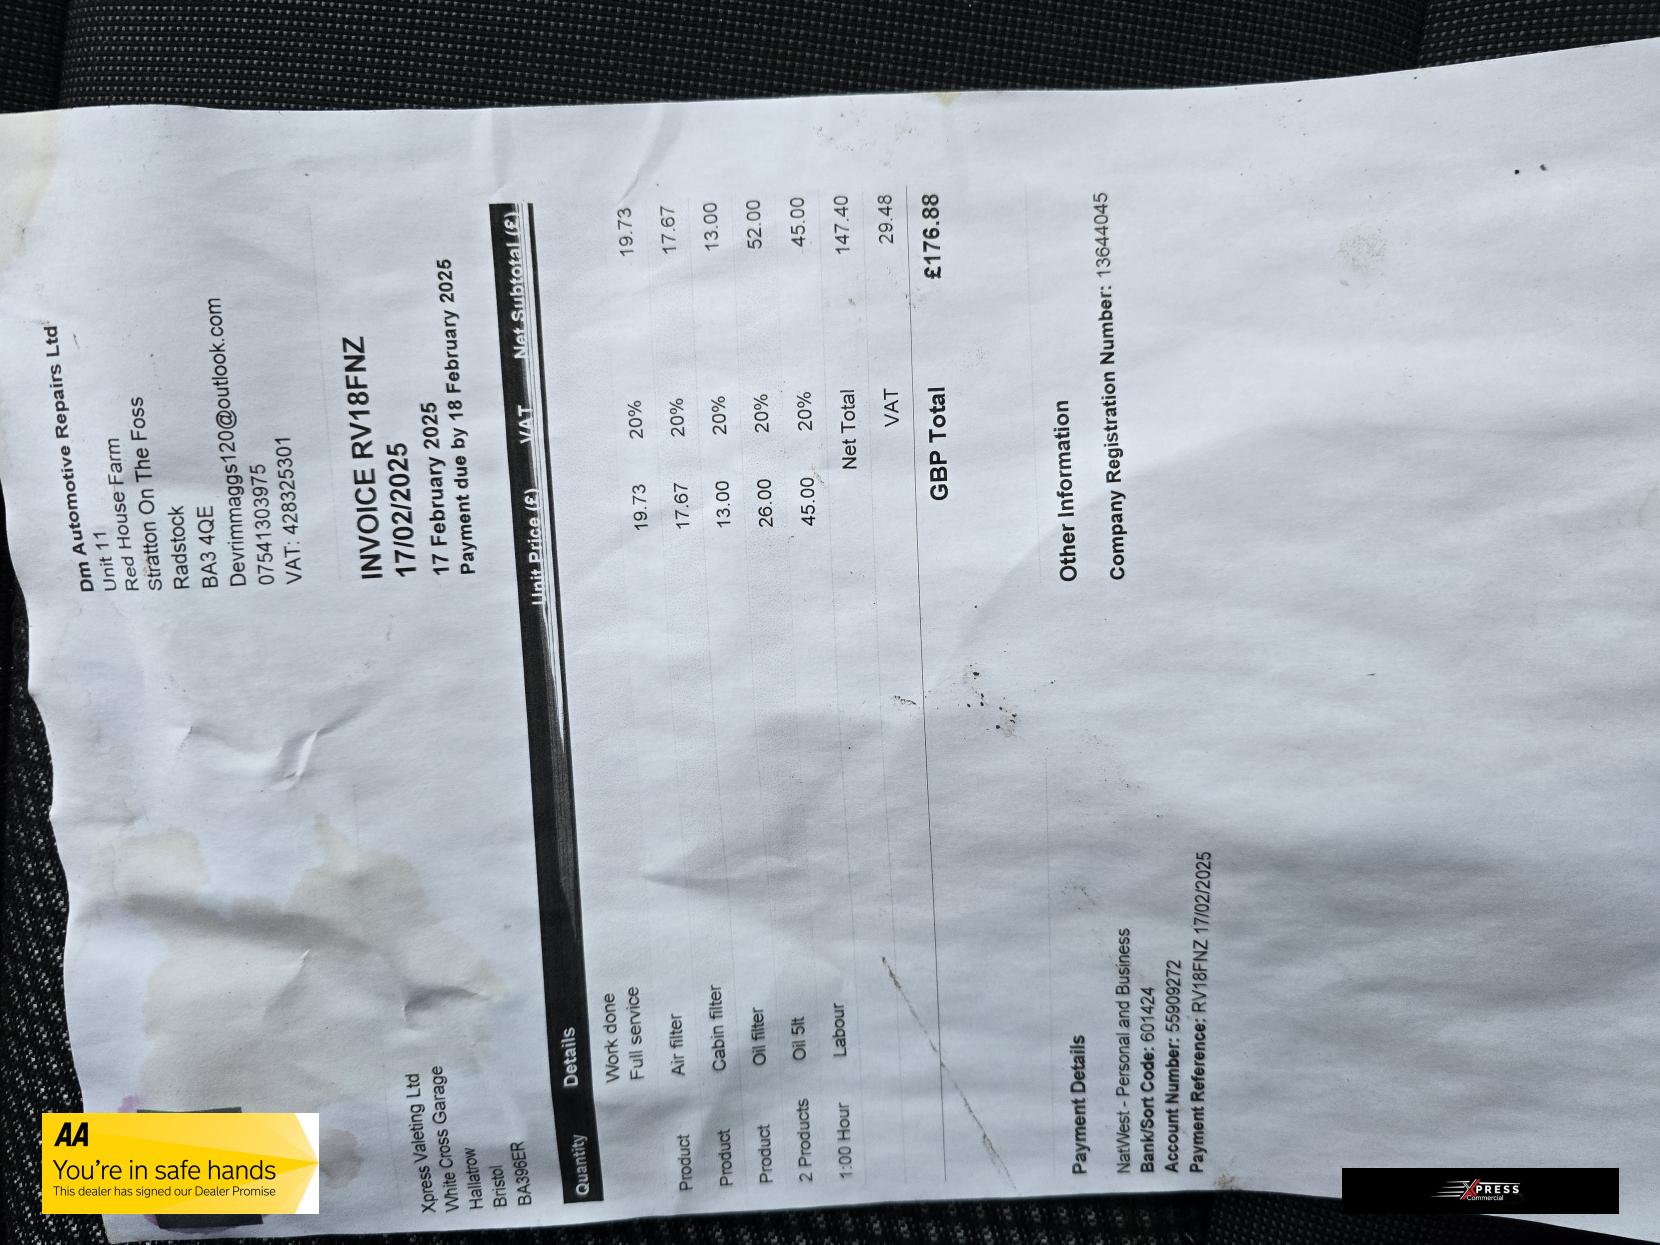 Dm Automotive Repairs Ltd
Unit 11
Red House Farm
Stratton On The Foss
Radstock
BA3 4QE
Devrimmaggs120@outlook.com
07541303975
VAT: 428325301
Xpress Valeting Ltd
White Cross Garage
Hallatrow
Bristol
BA396ER
INVOICE RV18FNZ
17/02/2025
17 February 2025
Payment due by 18 February 2025
Quantity Details Unit Price (£) VAT Net Subtotal (£)
Work done
Full service
Product Air filter 19.73 20% 19.73
Product Cabin filter 17.67 20% 17.67
Product Oil filter 13.00 20% 13.00
2 Products Oil 5lt 26.00 20% 52.00
1:00 Hour Labour 45.00 20% 45.00
Net Total 147.40
VAT 29.48
GBP Total £176.88
Payment Details
NatWest - Personal and Business
Bank/Sort Code: 601424
Account Number: 55909272
Payment Reference: RV18FNZ 17/02/2025
Other Information
Company Registration Number: 13644045
AA
You're in safe hands
This dealer has signed our Dealer Promise
XPRESS
Commercial